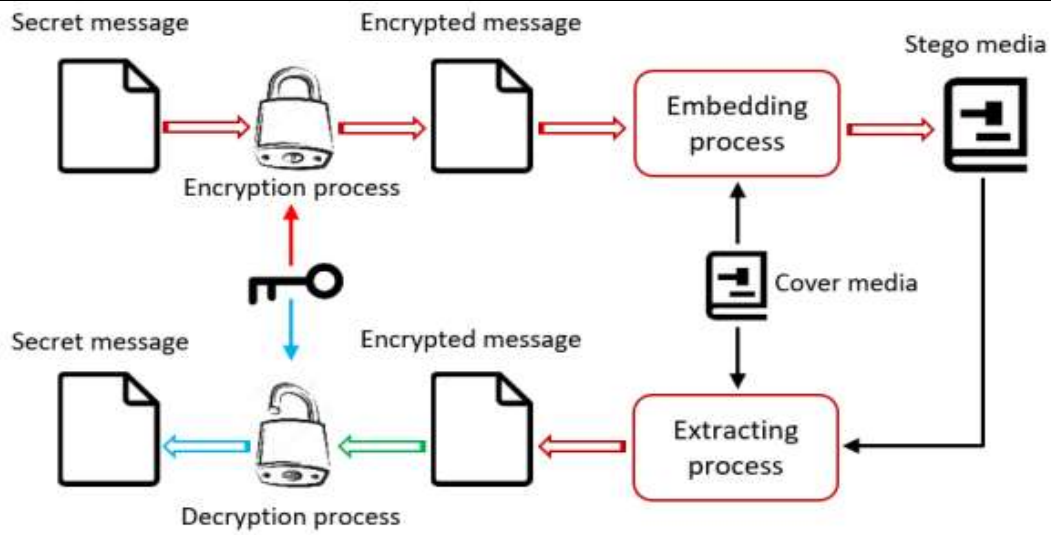 Secret message
Encrypted message
Stego media
Embedding
process
Encryption process
Cover media
Secret message
Encrypted message
Extracting
process
Decryption process